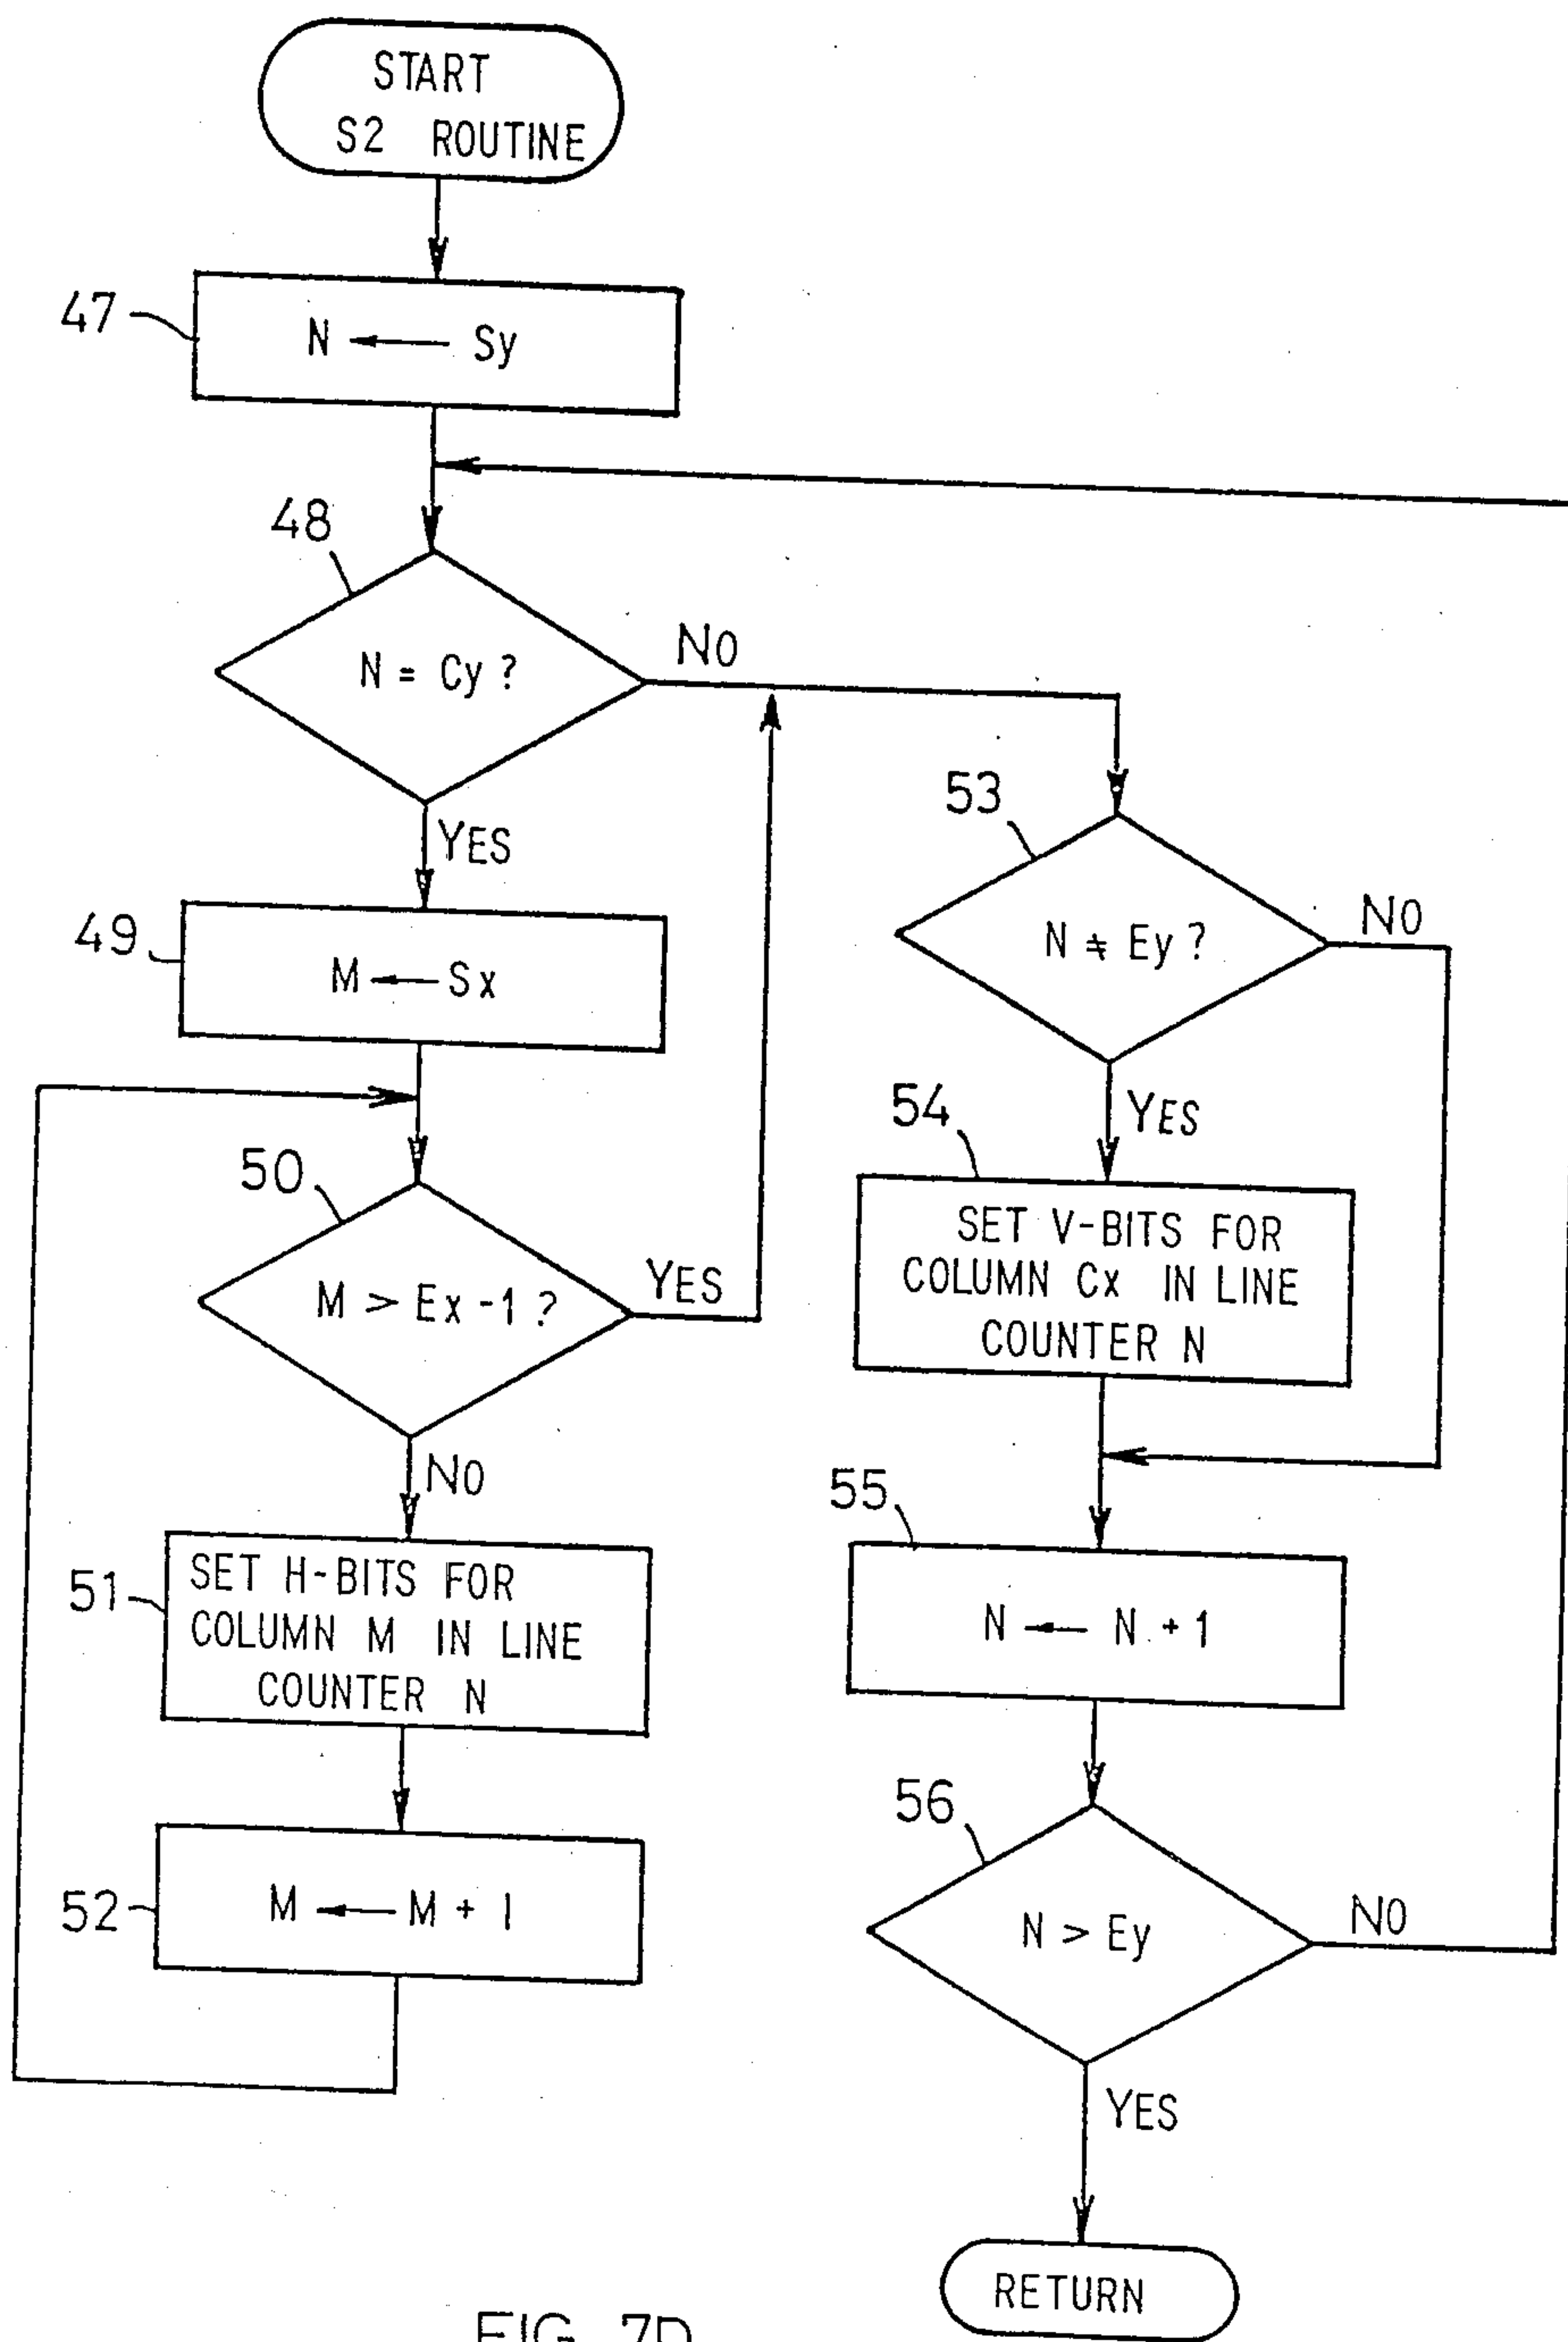 START
S2 ROUTINE
47
N ← Sy
48
N = Cy ?
NO
YES
49
M ← Sx
50
M > Ex -1 ?
YES
NO
51
SET H-BITS FOR
COLUMN M IN LINE
COUNTER N
52
M ← M + 1
53
N ≠ Ey ?
NO
YES
54
SET V-BITS FOR
COLUMN Cx IN LINE
COUNTER N
55
N ← N + 1
56
N > Ey
NO
YES
RETURN
FIG. 7D